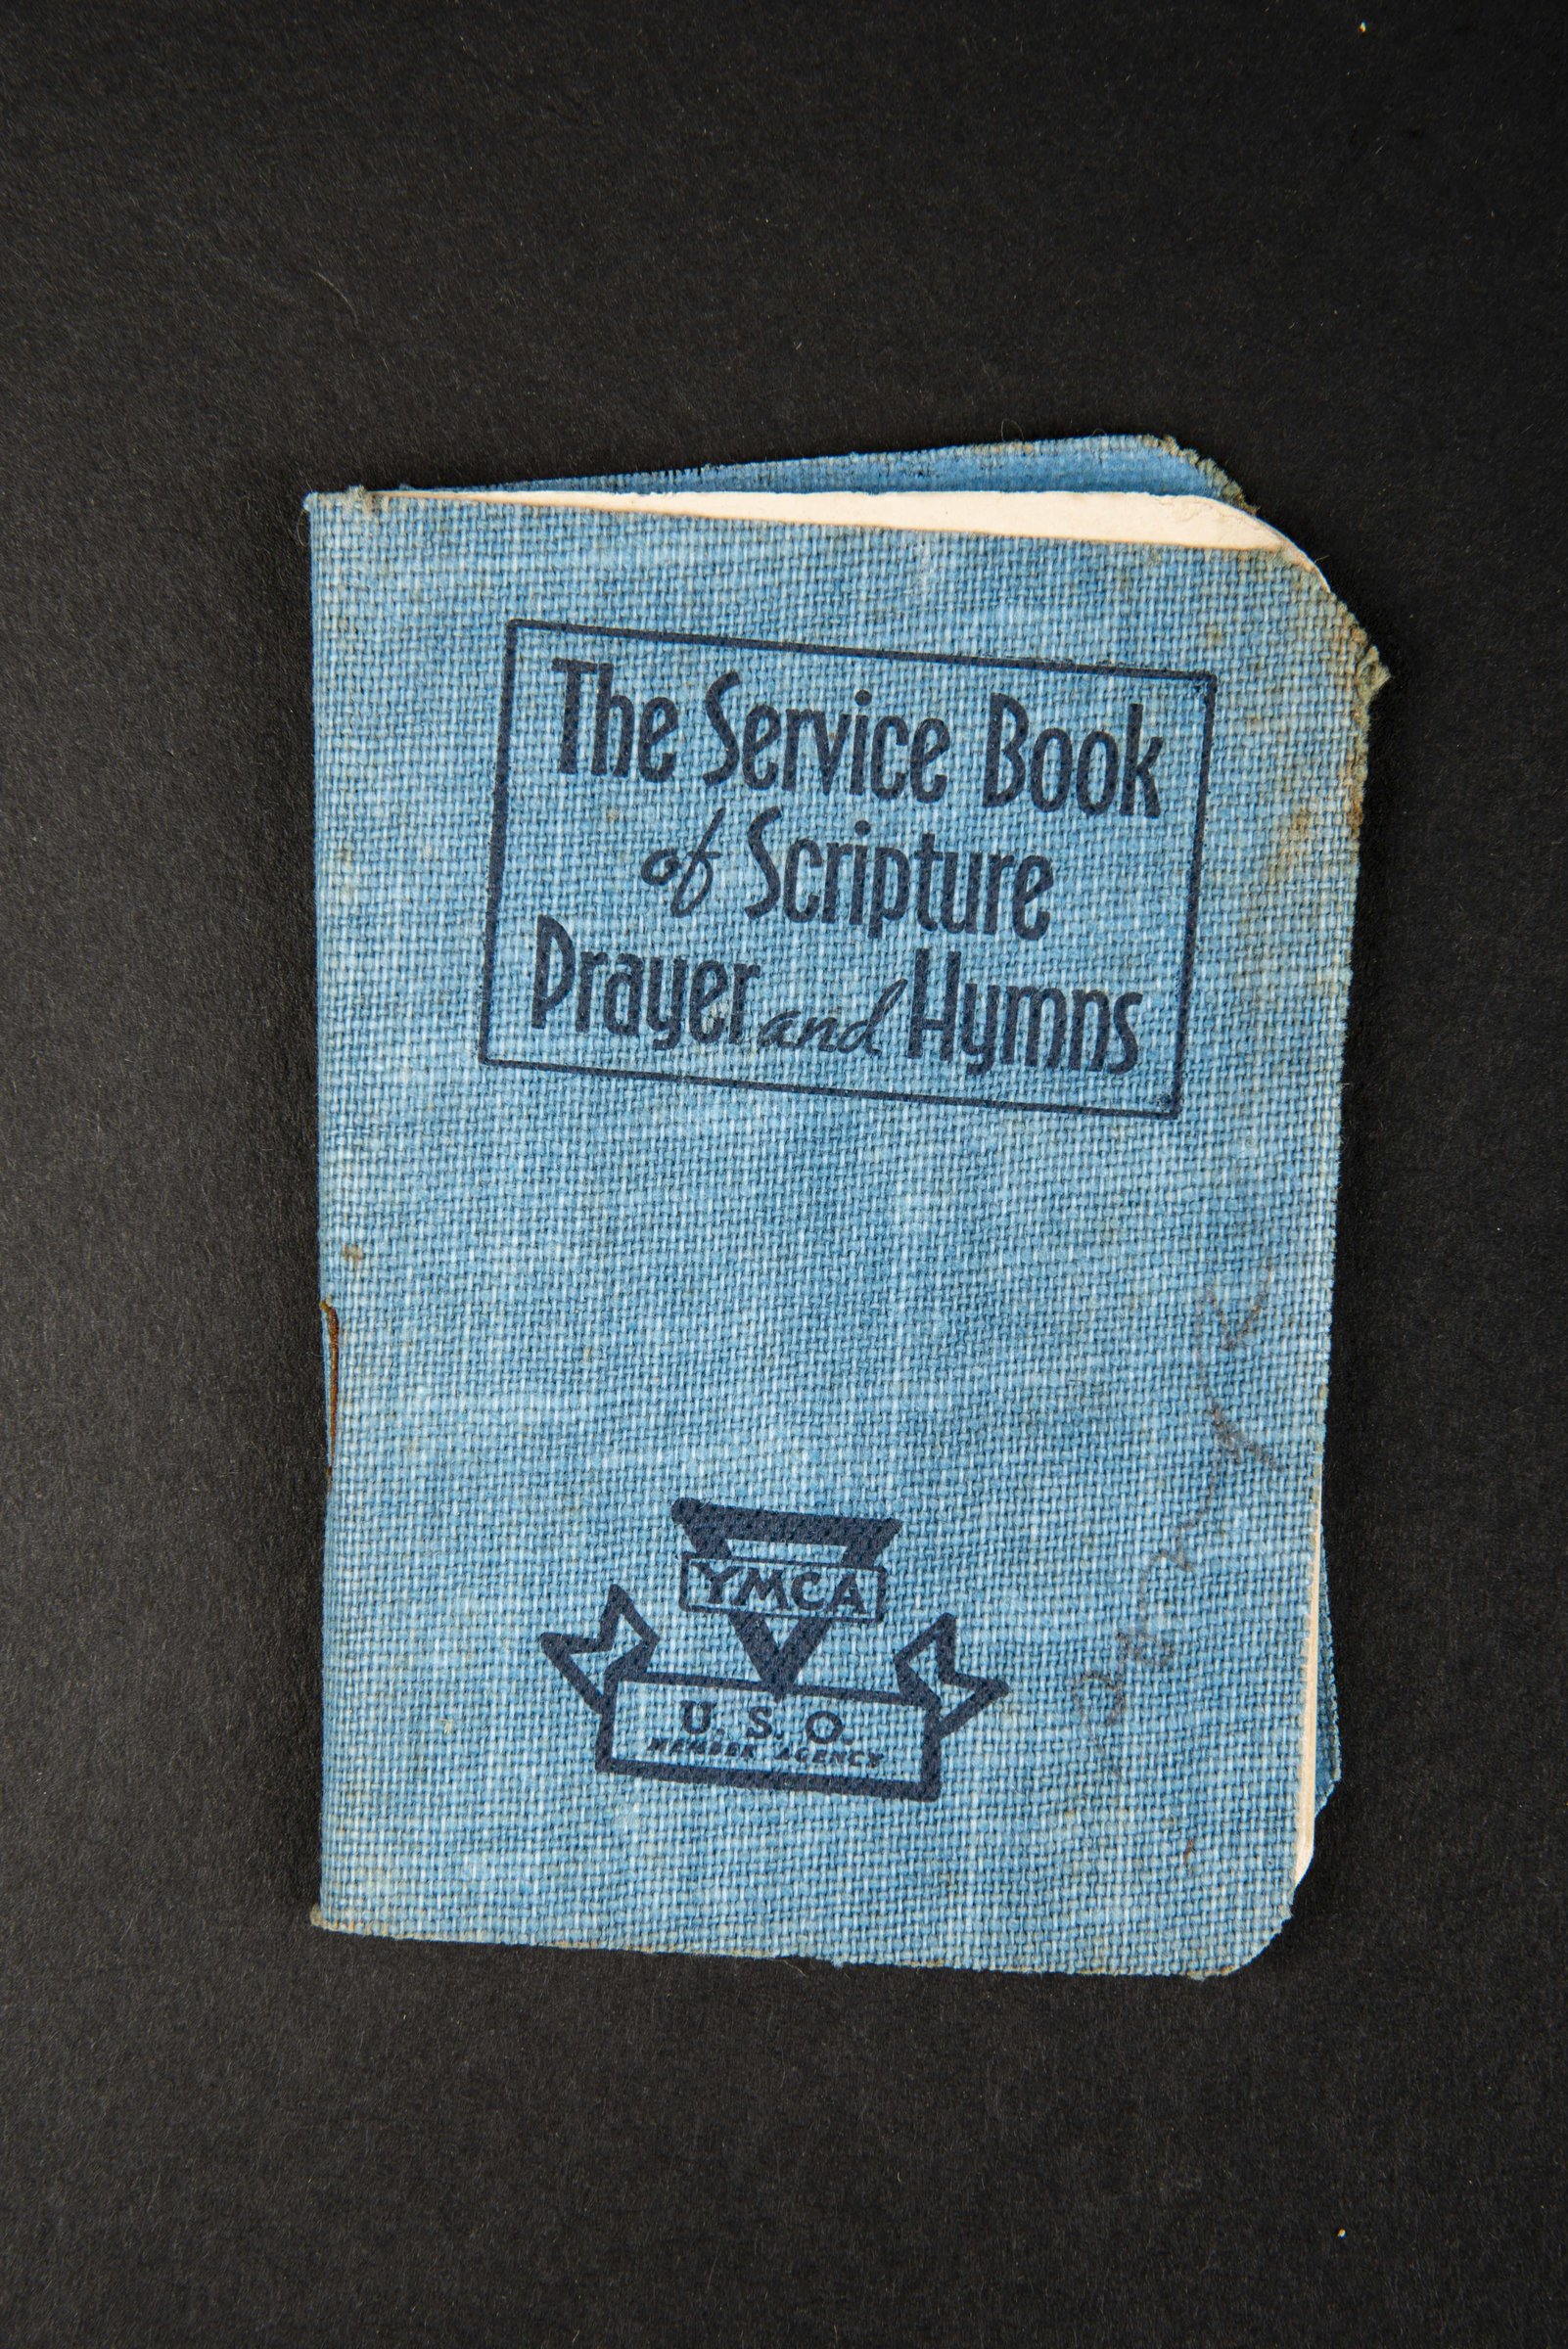 The Service Book
of Scripture
Prayer and Hymns
YMCA
U. S. O.
MEMBER AGENCY